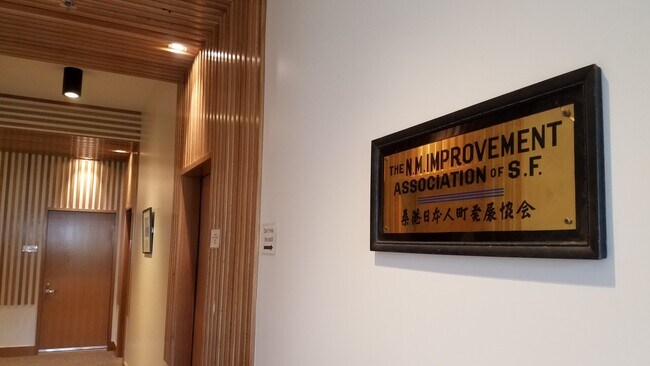 THE N.M. IMPROVEMENT
ASSOCIATION OF S.F.
桑港日本人町発展協会